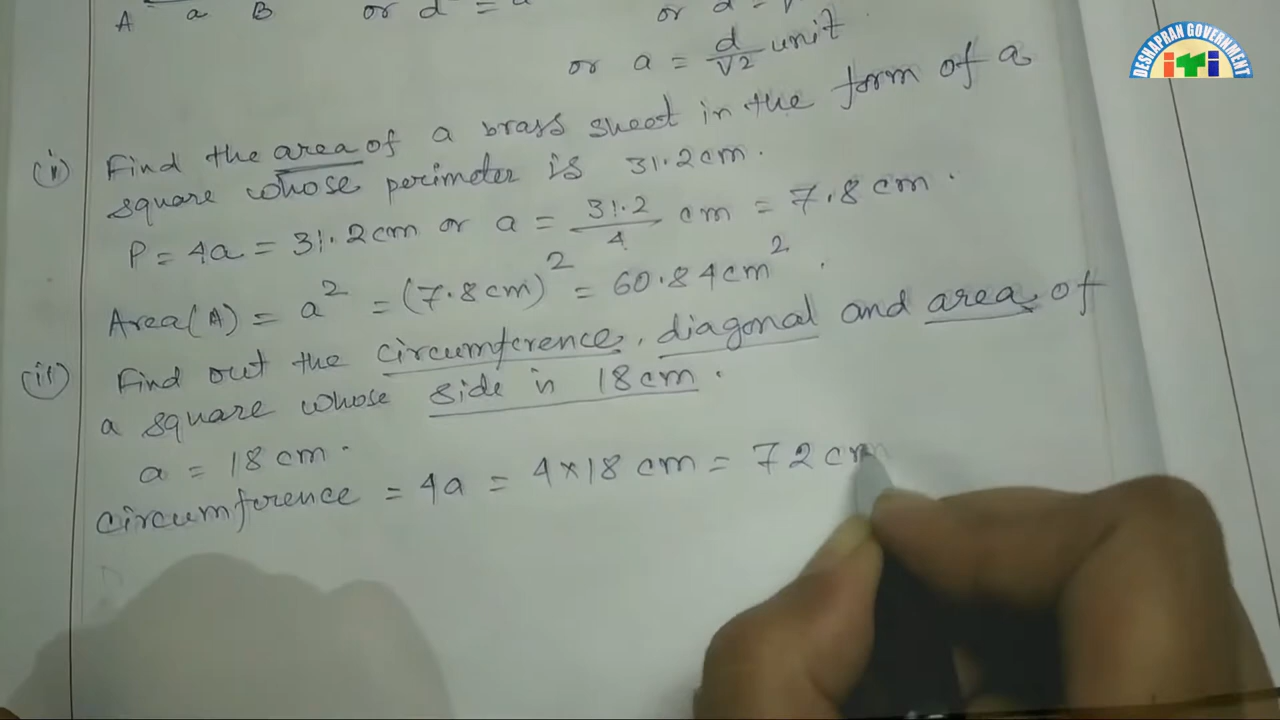 A a B or d =
or
or a = d/√2 unit
(i) Find the area of a brass sheet in the form of a
square whose perimeter is 31.2cm.
P = 4a = 31.2cm or a = 31.2/4 cm = 7.8 cm.
Area(A) = a² = (7.8cm)² = 60.84cm².
(ii) Find out the circumference, diagonal and area of
a square whose side is 18cm.
a = 18cm.
circumference = 4a = 4×18 cm = 72 cm
DESHAPRAN GOVERNMENT
iTi